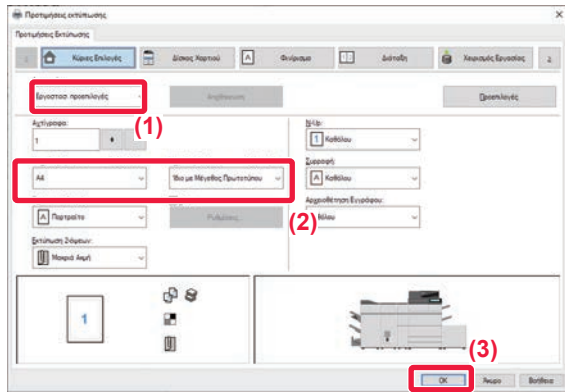 Προτιμήσεις εκτύπωσης
Προτιμήσεις Εκτύπωσης
Κύριες Επιλογές
Δίσκος Χαρτιού
Φινίρισμα
Διάταξη
Χειρισμός Εργασίας
2
Εργοστασ προεπιλογές
Αποθήκευση
Προεπιλογές
(1)
Αντίγραφα:
1
N-Up:
1 Καθόλου
A4
Ίδιο με Μέγεθος Πρωτοτύπου
Συρραφή:
A Καθόλου
(2)
Αρχειοθέτηση Εγγράφου:
A Πορτραίτο
Ρυθμίσεις...
Εκτύπωση 2όψεων:
Μακριά Ακμή
1
(3)
OK
Άκυρο
Βοήθεια